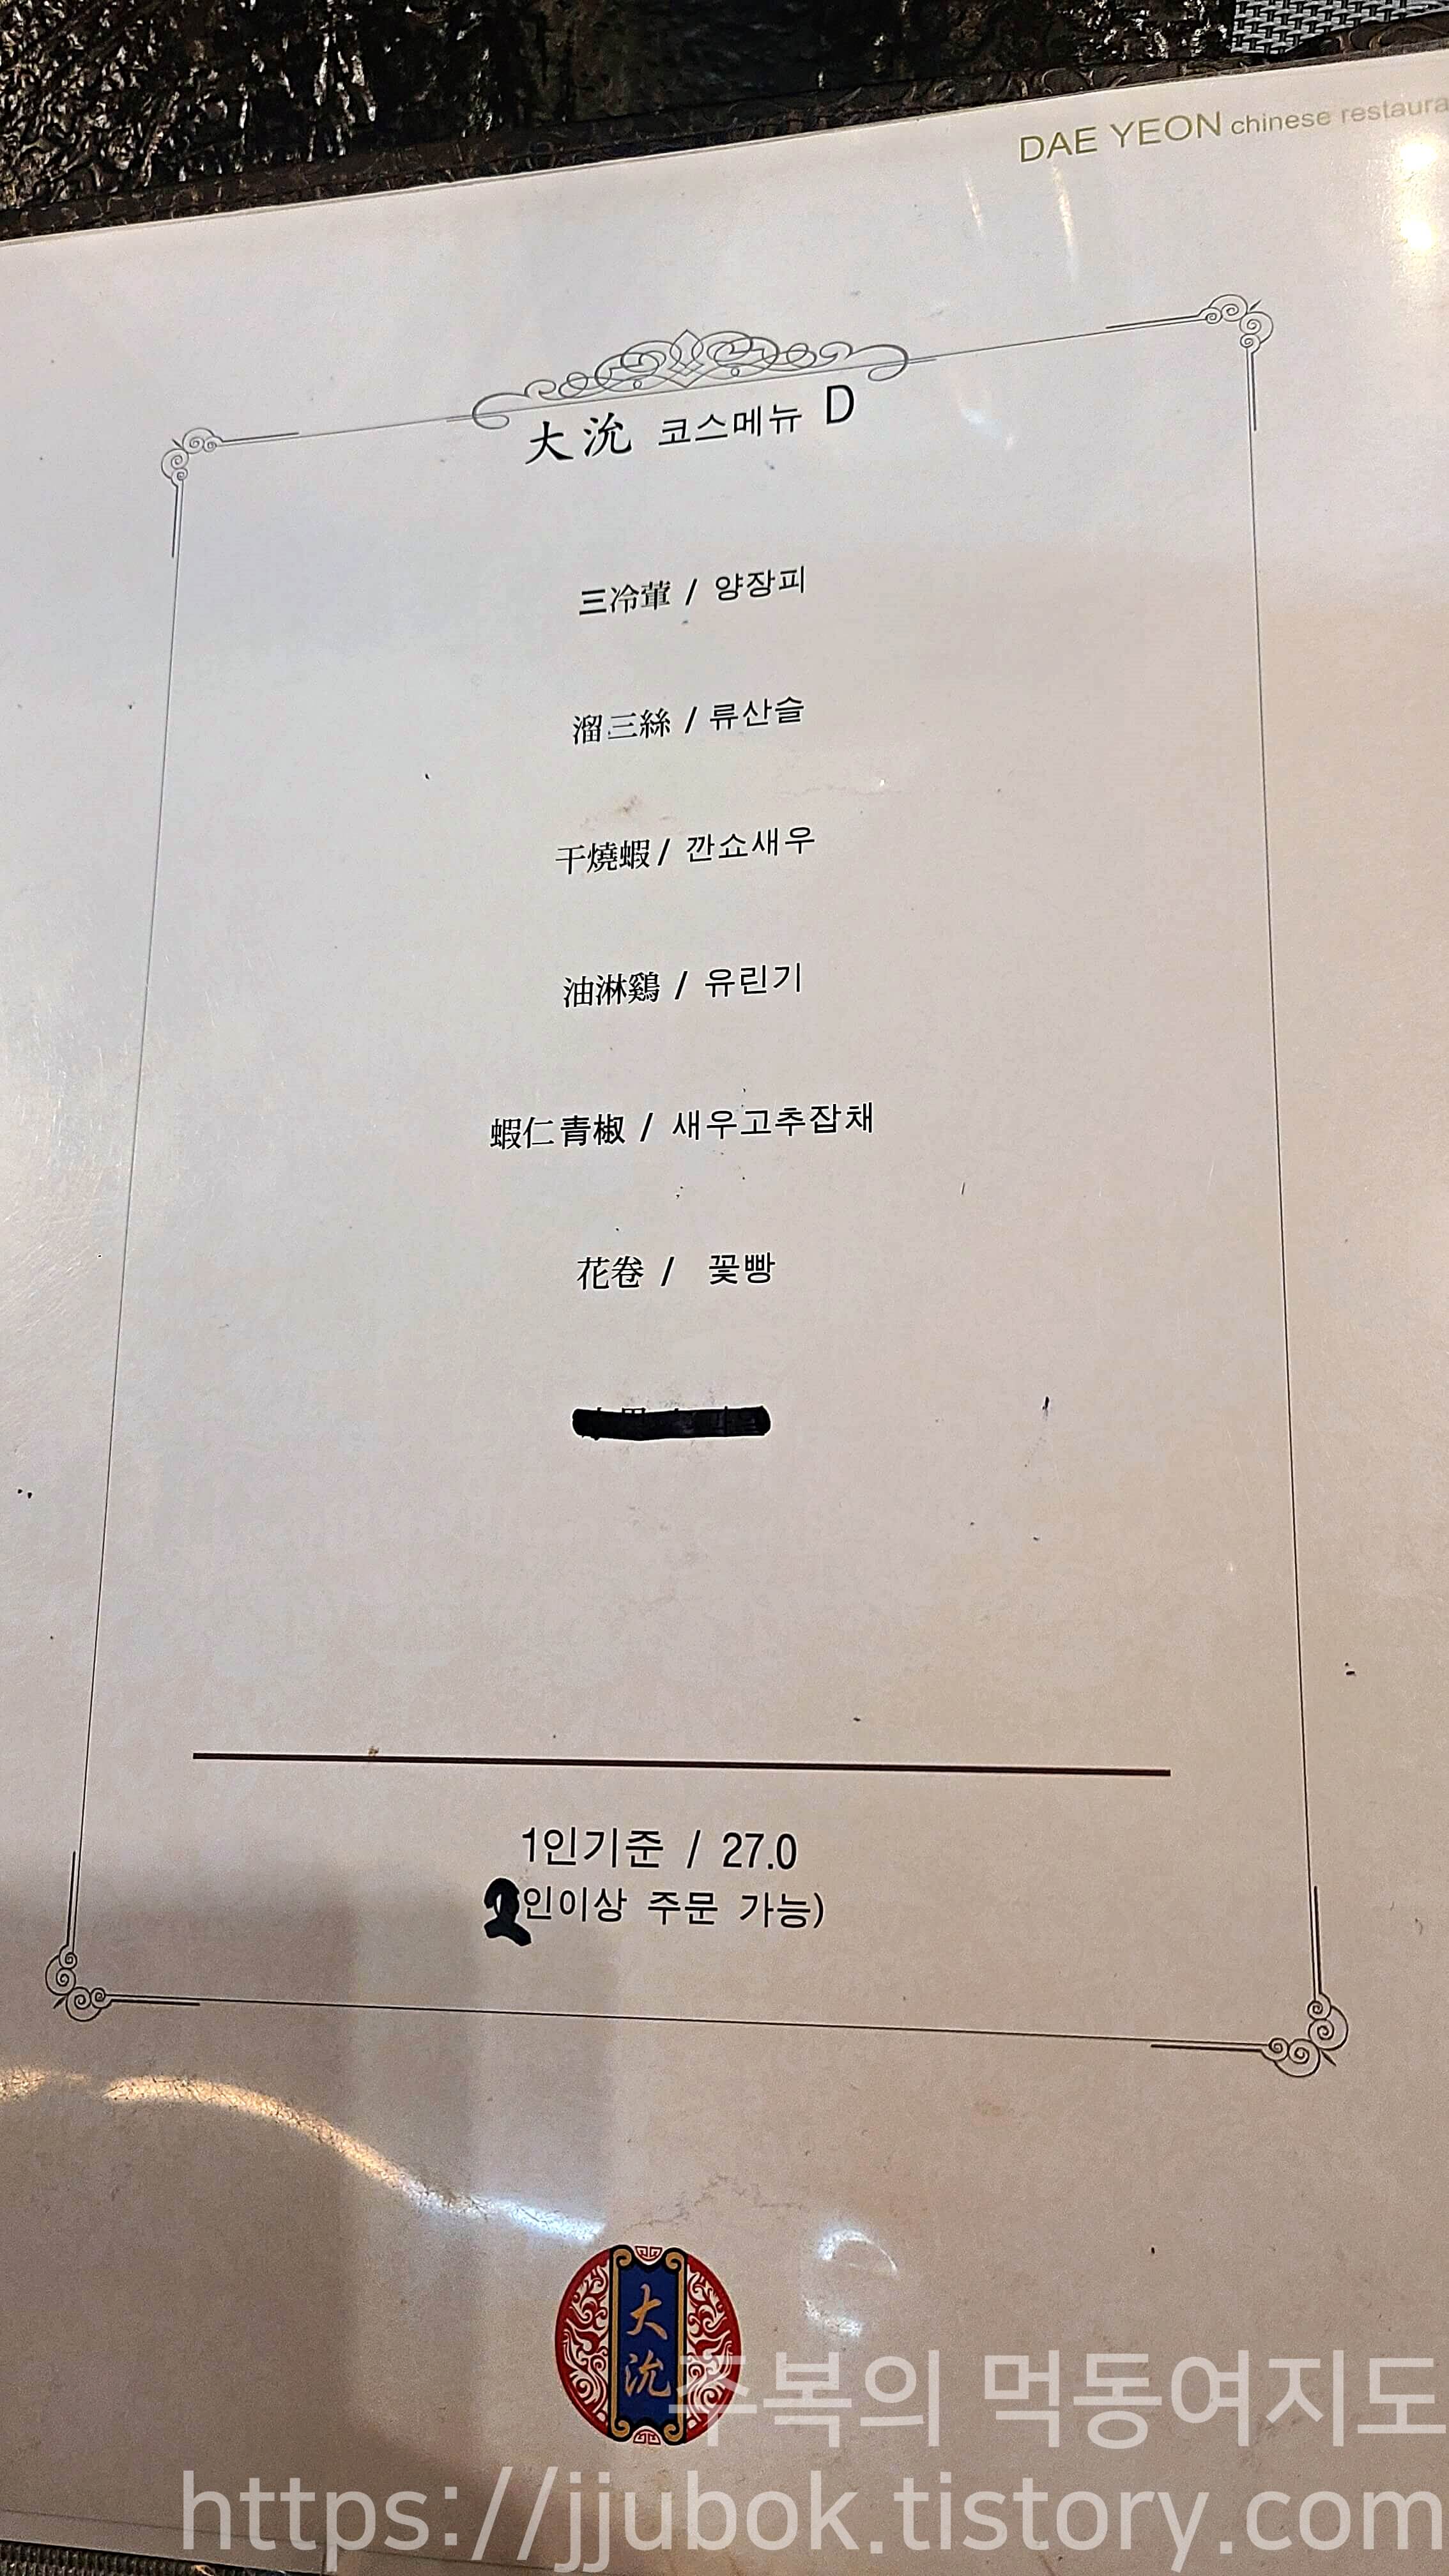 DAE YEON chinese restaura
大沇 코스메뉴 D
三冷葷 / 양장피
溜三絲 / 류산슬
干燒蝦 / 깐쇼새우
油淋鷄 / 유린기
蝦仁青椒 / 새우고추잡채
花卷 / 꽃빵
1인기준 / 27.0
2인이상 주문 가능)
大沇
주복의 먹동여지도
https://jjubok.tistory.com